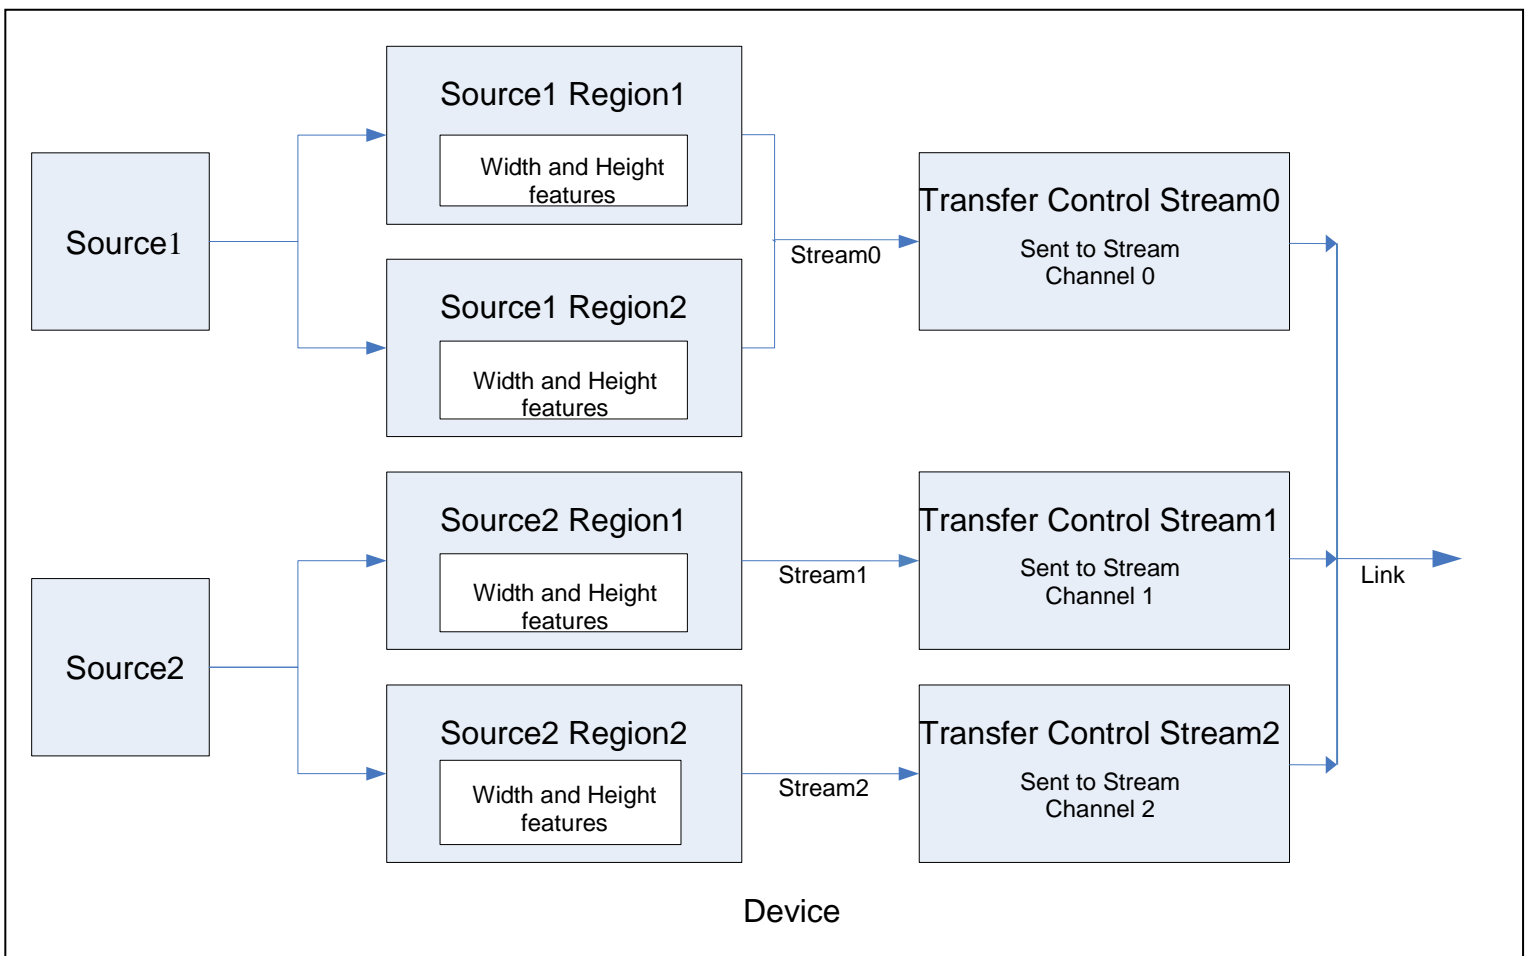 Source1
Source1 Region1
Width and Height
features
Source1 Region2
Width and Height
features
Stream0
Transfer Control Stream0
Sent to Stream
Channel 0
Source2
Source2 Region1
Width and Height
features
Stream1
Transfer Control Stream1
Sent to Stream
Channel 1
Source2 Region2
Width and Height
features
Stream2
Transfer Control Stream2
Sent to Stream
Channel 2
Link
Device